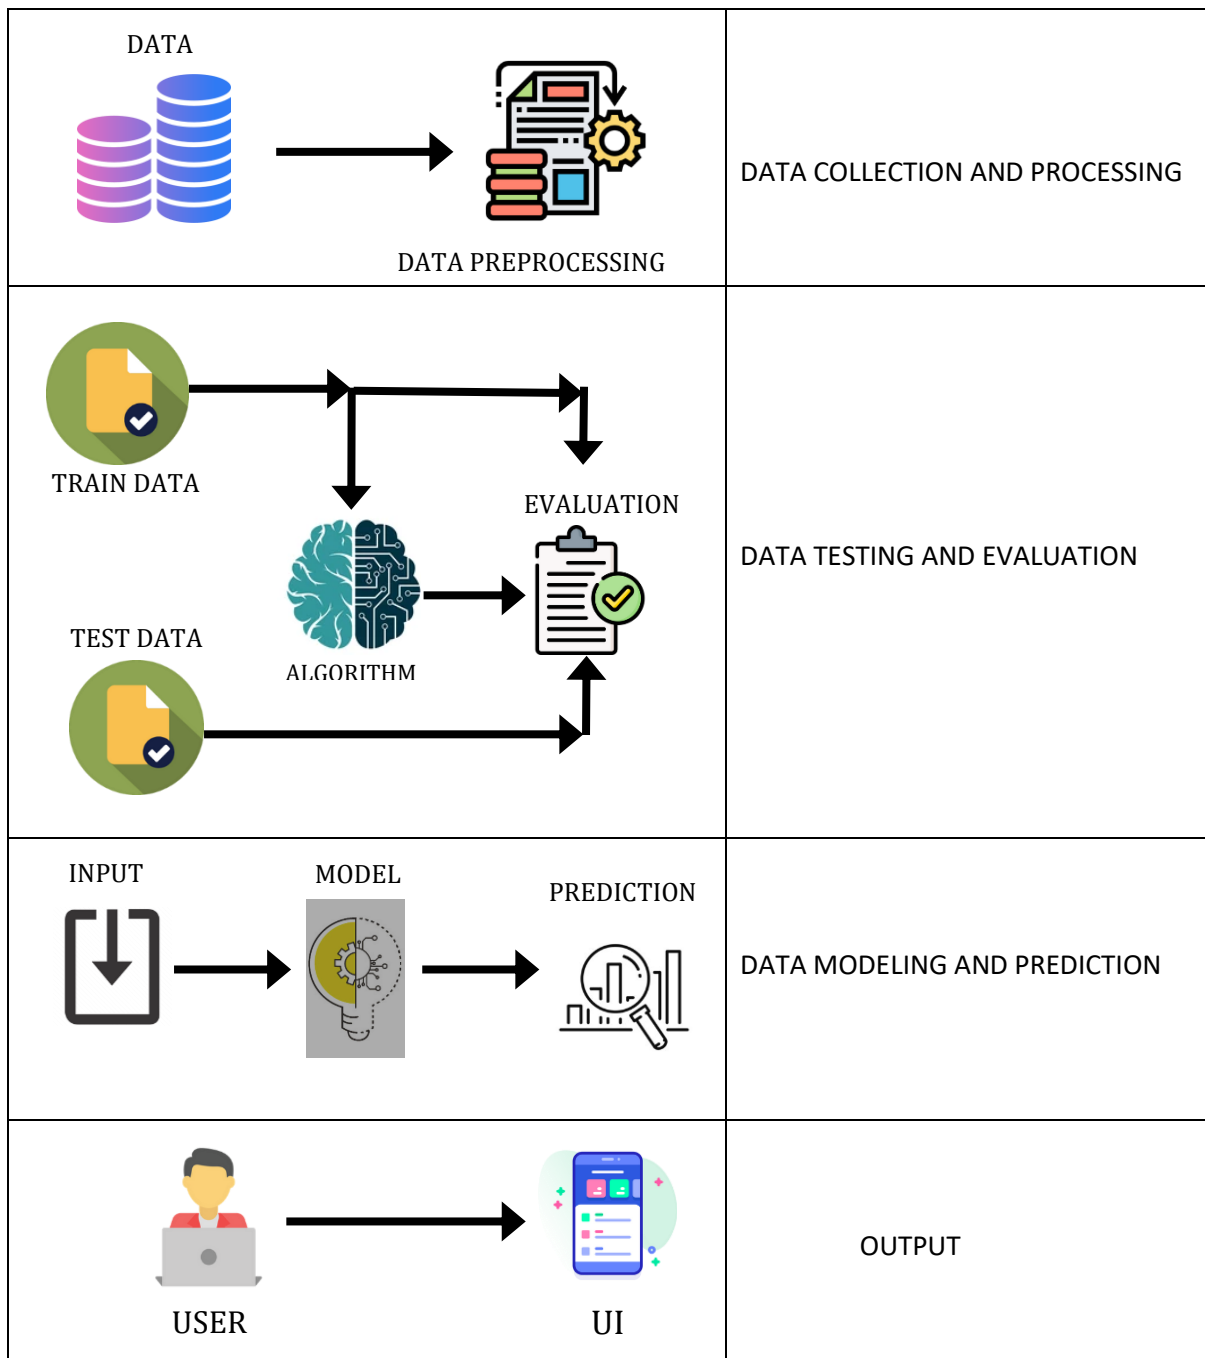 DATA
DATA PREPROCESSING
DATA COLLECTION AND PROCESSING
TRAIN DATA
EVALUATION
ALGORITHM
TEST DATA
DATA TESTING AND EVALUATION
INPUT
MODEL
PREDICTION
DATA MODELING AND PREDICTION
USER
UI
OUTPUT